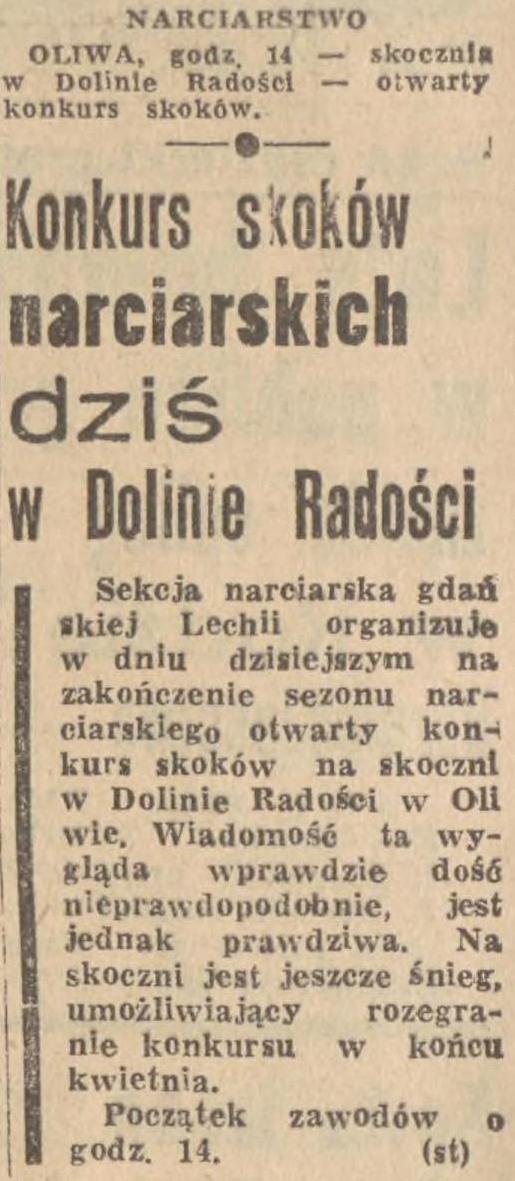 NARCIARSTWO
OLIWA, godz. 14 — skocznia
w Dolinie Radości — otwarty
konkurs skoków.
Konkurs skoków
narciarskich
dziś
w Dolinie Radości
Sekcja narciarska gdań
skiej Lechii organizuje
w dniu dzisiejszym na
zakończenie sezonu nar-
ciarskiego otwarty kon-
kurs skoków na skoczni
w Dolinie Radości w Oli
wie. Wiadomość ta wy-
gląda wprawdzie dość
nieprawdopodobnie, jest
jednak prawdziwa. Na
skoczni jest jeszcze śnieg,
umożliwiający rozegra-
nie konkursu w końcu
kwietnia.
Początek zawodów o
godz. 14. (st)